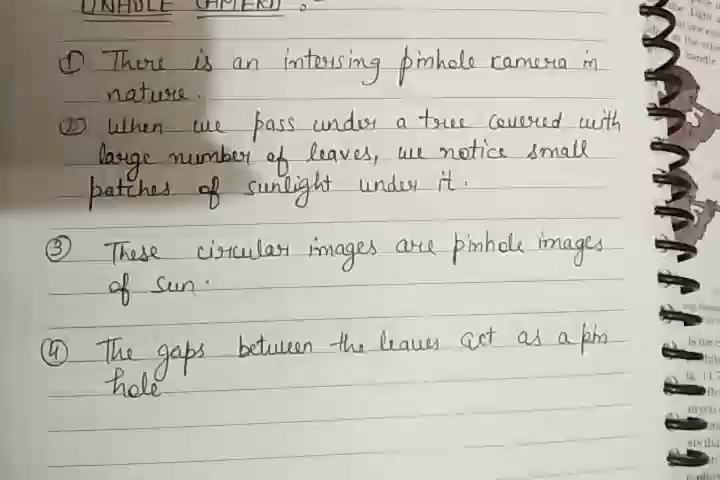 PINHOLE CAMERA :
① There is an intersing pinhole camera in
nature.
② When we pass under a tree covered with
large number of leaves, we notice small
patches of sunlight under it.
③ These circular images are pinhole images
of sun.
④ The gaps between the leaves act as a pin
hole